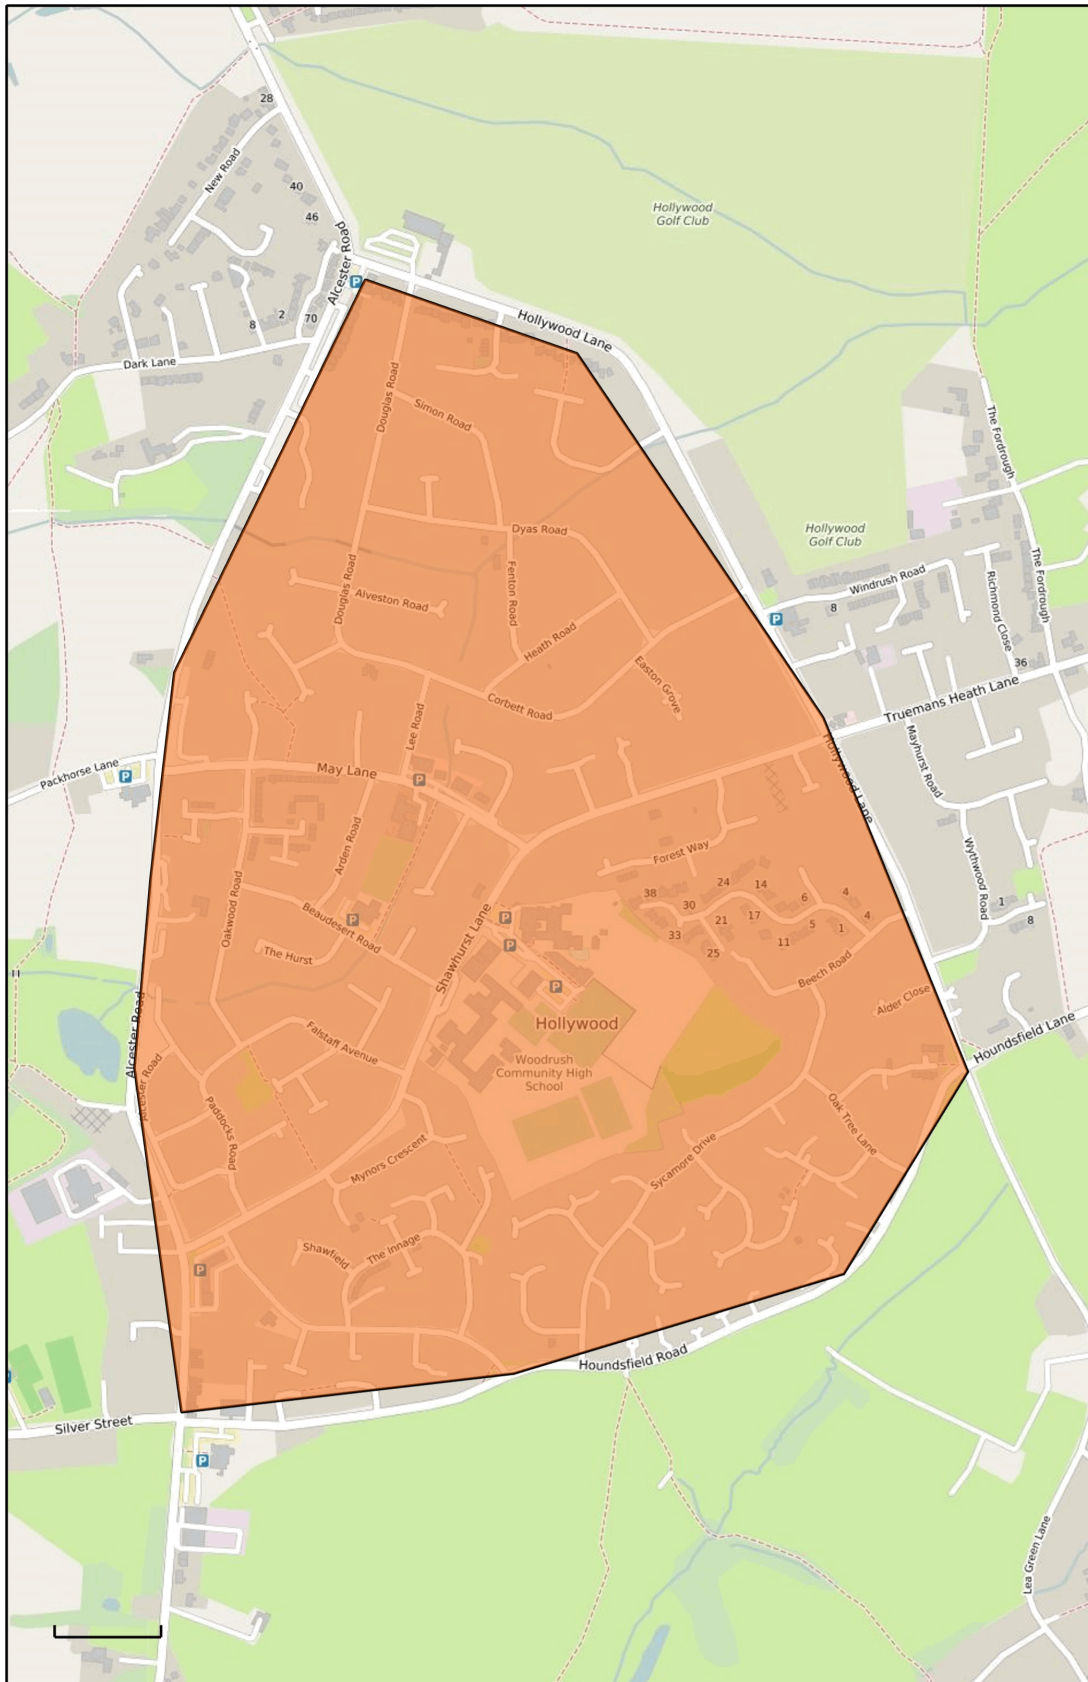 28
New Road
40
46
Alcester Road
P
Hollywood
Golf Club
Hollywood Lane
70
2
8
Dark Lane
Douglas Road
Simon Road
The Fordrough
Dyas Road
Hollywood
Golf Club
The Fordrough
Windrush Road
8
P
Richmond Close
Fenton Road
Douglas Road
Alveston Road
Heath Road
36
Easton Grove
Truemans Heath Lane
Corbett Road
Lee Road
Packhorse Lane
P
May Lane
P
Hollywood Lane
Mayhurst Road
Arden Road
Forest Way
Wythwood Road
Oakwood Road
38
30
24
14
6
4
21
17
5
4
1
33
25
11
1
8
Beaudesert Road
P
P
P
The Hurst
Shawhurst Lane
P
Beech Road
Alder Close
Hollywood
Houndsfield Lane
Alcester Road
Alcester Road
Falstaff Avenue
Woodrush
Community High
School
Paddocks Road
Oak Tree Lane
Mynors Crescent
Sycamore Drive
Shawfield
The Innage
P
Houndsfield Road
Silver Street
P
Lea Green Lane